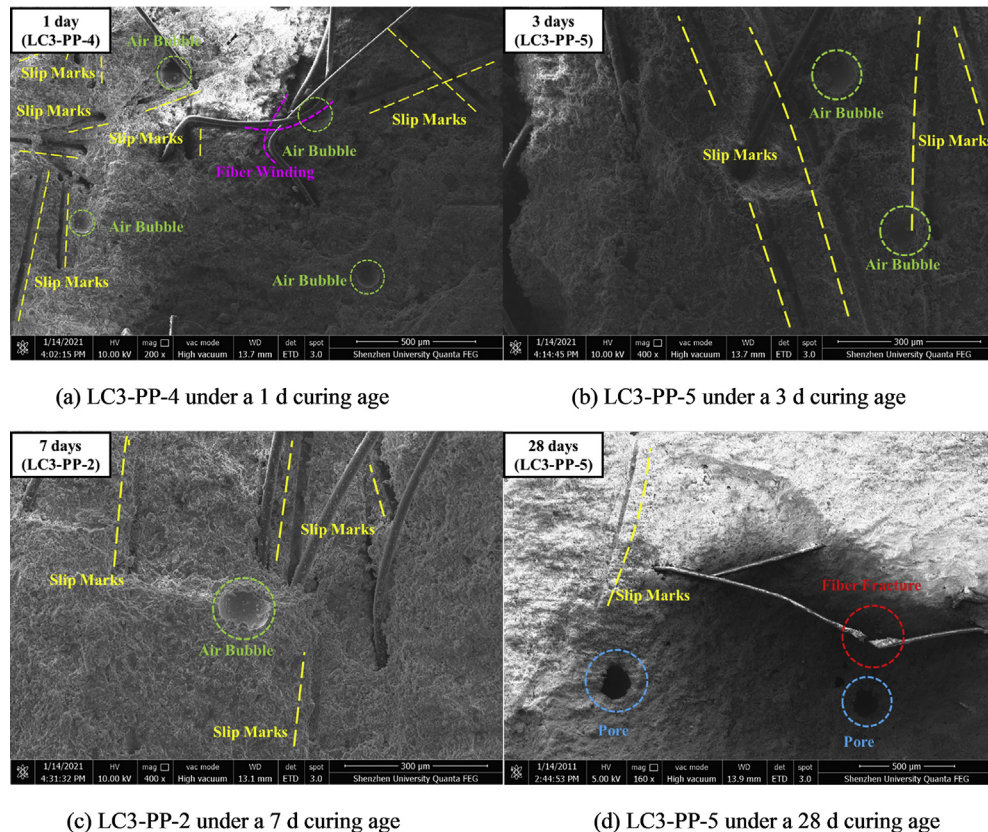 1 day
(LC3-PP-4)
Air Bubble
Slip Marks
Slip Marks
Slip Marks
Slip Marks
Air Bubble
Fiber Winding
Air Bubble
Air Bubble
Slip Marks
1/14/2021 HV mag vac mode WD det spot 500 µm
4:02:15 PM 10.00 kV 200 x High vacuum 13.7 mm ETD 3.0 Shenzhen University Quanta FEG
3 days
(LC3-PP-5)
Air Bubble
Slip Marks
Slip Marks
Air Bubble
1/14/2021 HV mag vac mode WD det spot 300 µm
4:14:45 PM 10.00 kV 400 x High vacuum 13.7 mm ETD 3.0 Shenzhen University Quanta FEG
(a) LC3-PP-4 under a 1 d curing age
(b) LC3-PP-5 under a 3 d curing age
7 days
(LC3-PP-2)
Slip Marks
Slip Marks
Air Bubble
Slip Marks
1/14/2021 HV mag vac mode WD det spot 300 µm
4:31:32 PM 10.00 kV 400 x High vacuum 13.1 mm ETD 3.0 Shenzhen University Quanta FEG
28 days
(LC3-PP-5)
Fiber Fracture
Slip Marks
Pore
Pore
1/14/2011 HV mag vac mode WD det spot 500 µm
2:44:53 PM 5.00 kV 160 x High vacuum 13.9 mm ETD 3.0 Shenzhen University Quanta FEG
(c) LC3-PP-2 under a 7 d curing age
(d) LC3-PP-5 under a 28 d curing age